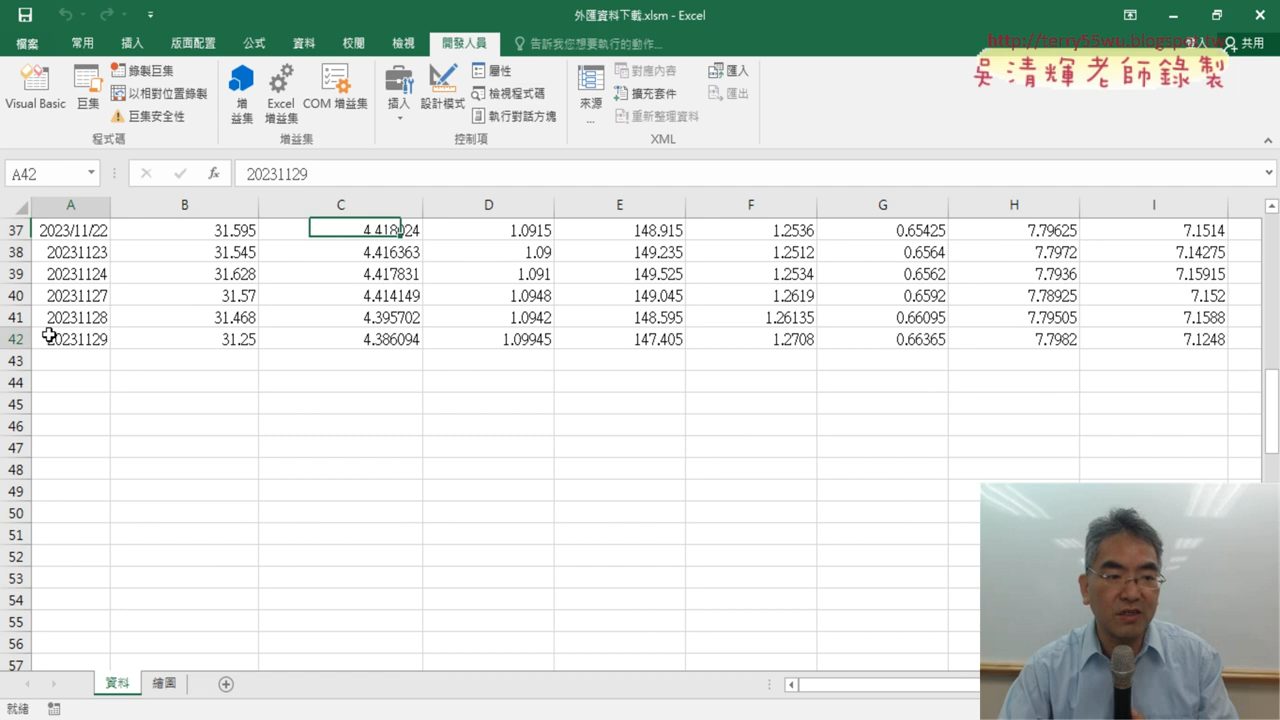 外匯資料下載.xlsm - Excel
檔案 常用 插入 版面配置 公式 資料 校閱 檢視 開發人員 告訴我您想要執行的動作... 登入 共用
http://terry55wu.blogspot.tw
吳清輝老師錄製
Visual Basic 巨集 錄製巨集 以相對位置錄製 巨集安全性
增益集 Excel 增益集 COM 增益集
插入 設計模式 屬性 檢視程式碼 執行對話方塊
來源... 對應內容 擴充套件 重新整理資料 匯入 匯出
程式碼 增益集 控制項 XML
A42 fx 20231129
A B C D E F G H I
37 2023/11/22 31.595 4.418024 1.0915 148.915 1.2536 0.65425 7.79625 7.1514
38 20231123 31.545 4.416363 1.09 149.235 1.2512 0.6564 7.7972 7.14275
39 20231124 31.628 4.417831 1.091 149.525 1.2534 0.6562 7.7936 7.15915
40 20231127 31.57 4.414149 1.0948 149.045 1.2619 0.6592 7.78925 7.152
41 20231128 31.468 4.395702 1.0942 148.595 1.26135 0.66095 7.79505 7.1588
42 20231129 31.25 4.386094 1.09945 147.405 1.2708 0.66365 7.7982 7.1248
43
44
45
46
47
48
49
50
51
52
53
54
55
56
57
資料 繪圖
就緒